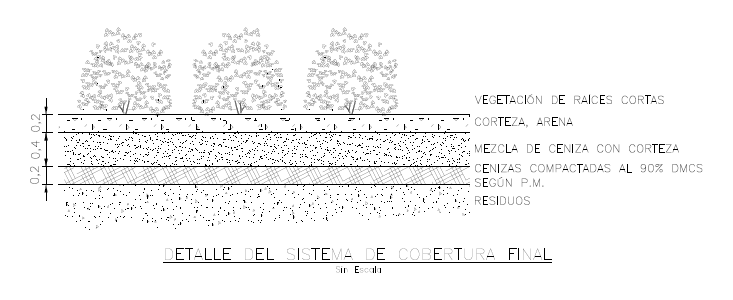 VEGETACIÓN DE RAICES CORTAS
0.2
CORTEZA, ARENA
0.4
MEZCLA DE CENIZA CON CORTEZA
0.2
CENIZAS COMPACTADAS AL 90% DMCS
SEGÚN P.M.
RESIDUOS
DETALLE DEL SISTEMA DE COBERTURA FINAL
Sin Escala